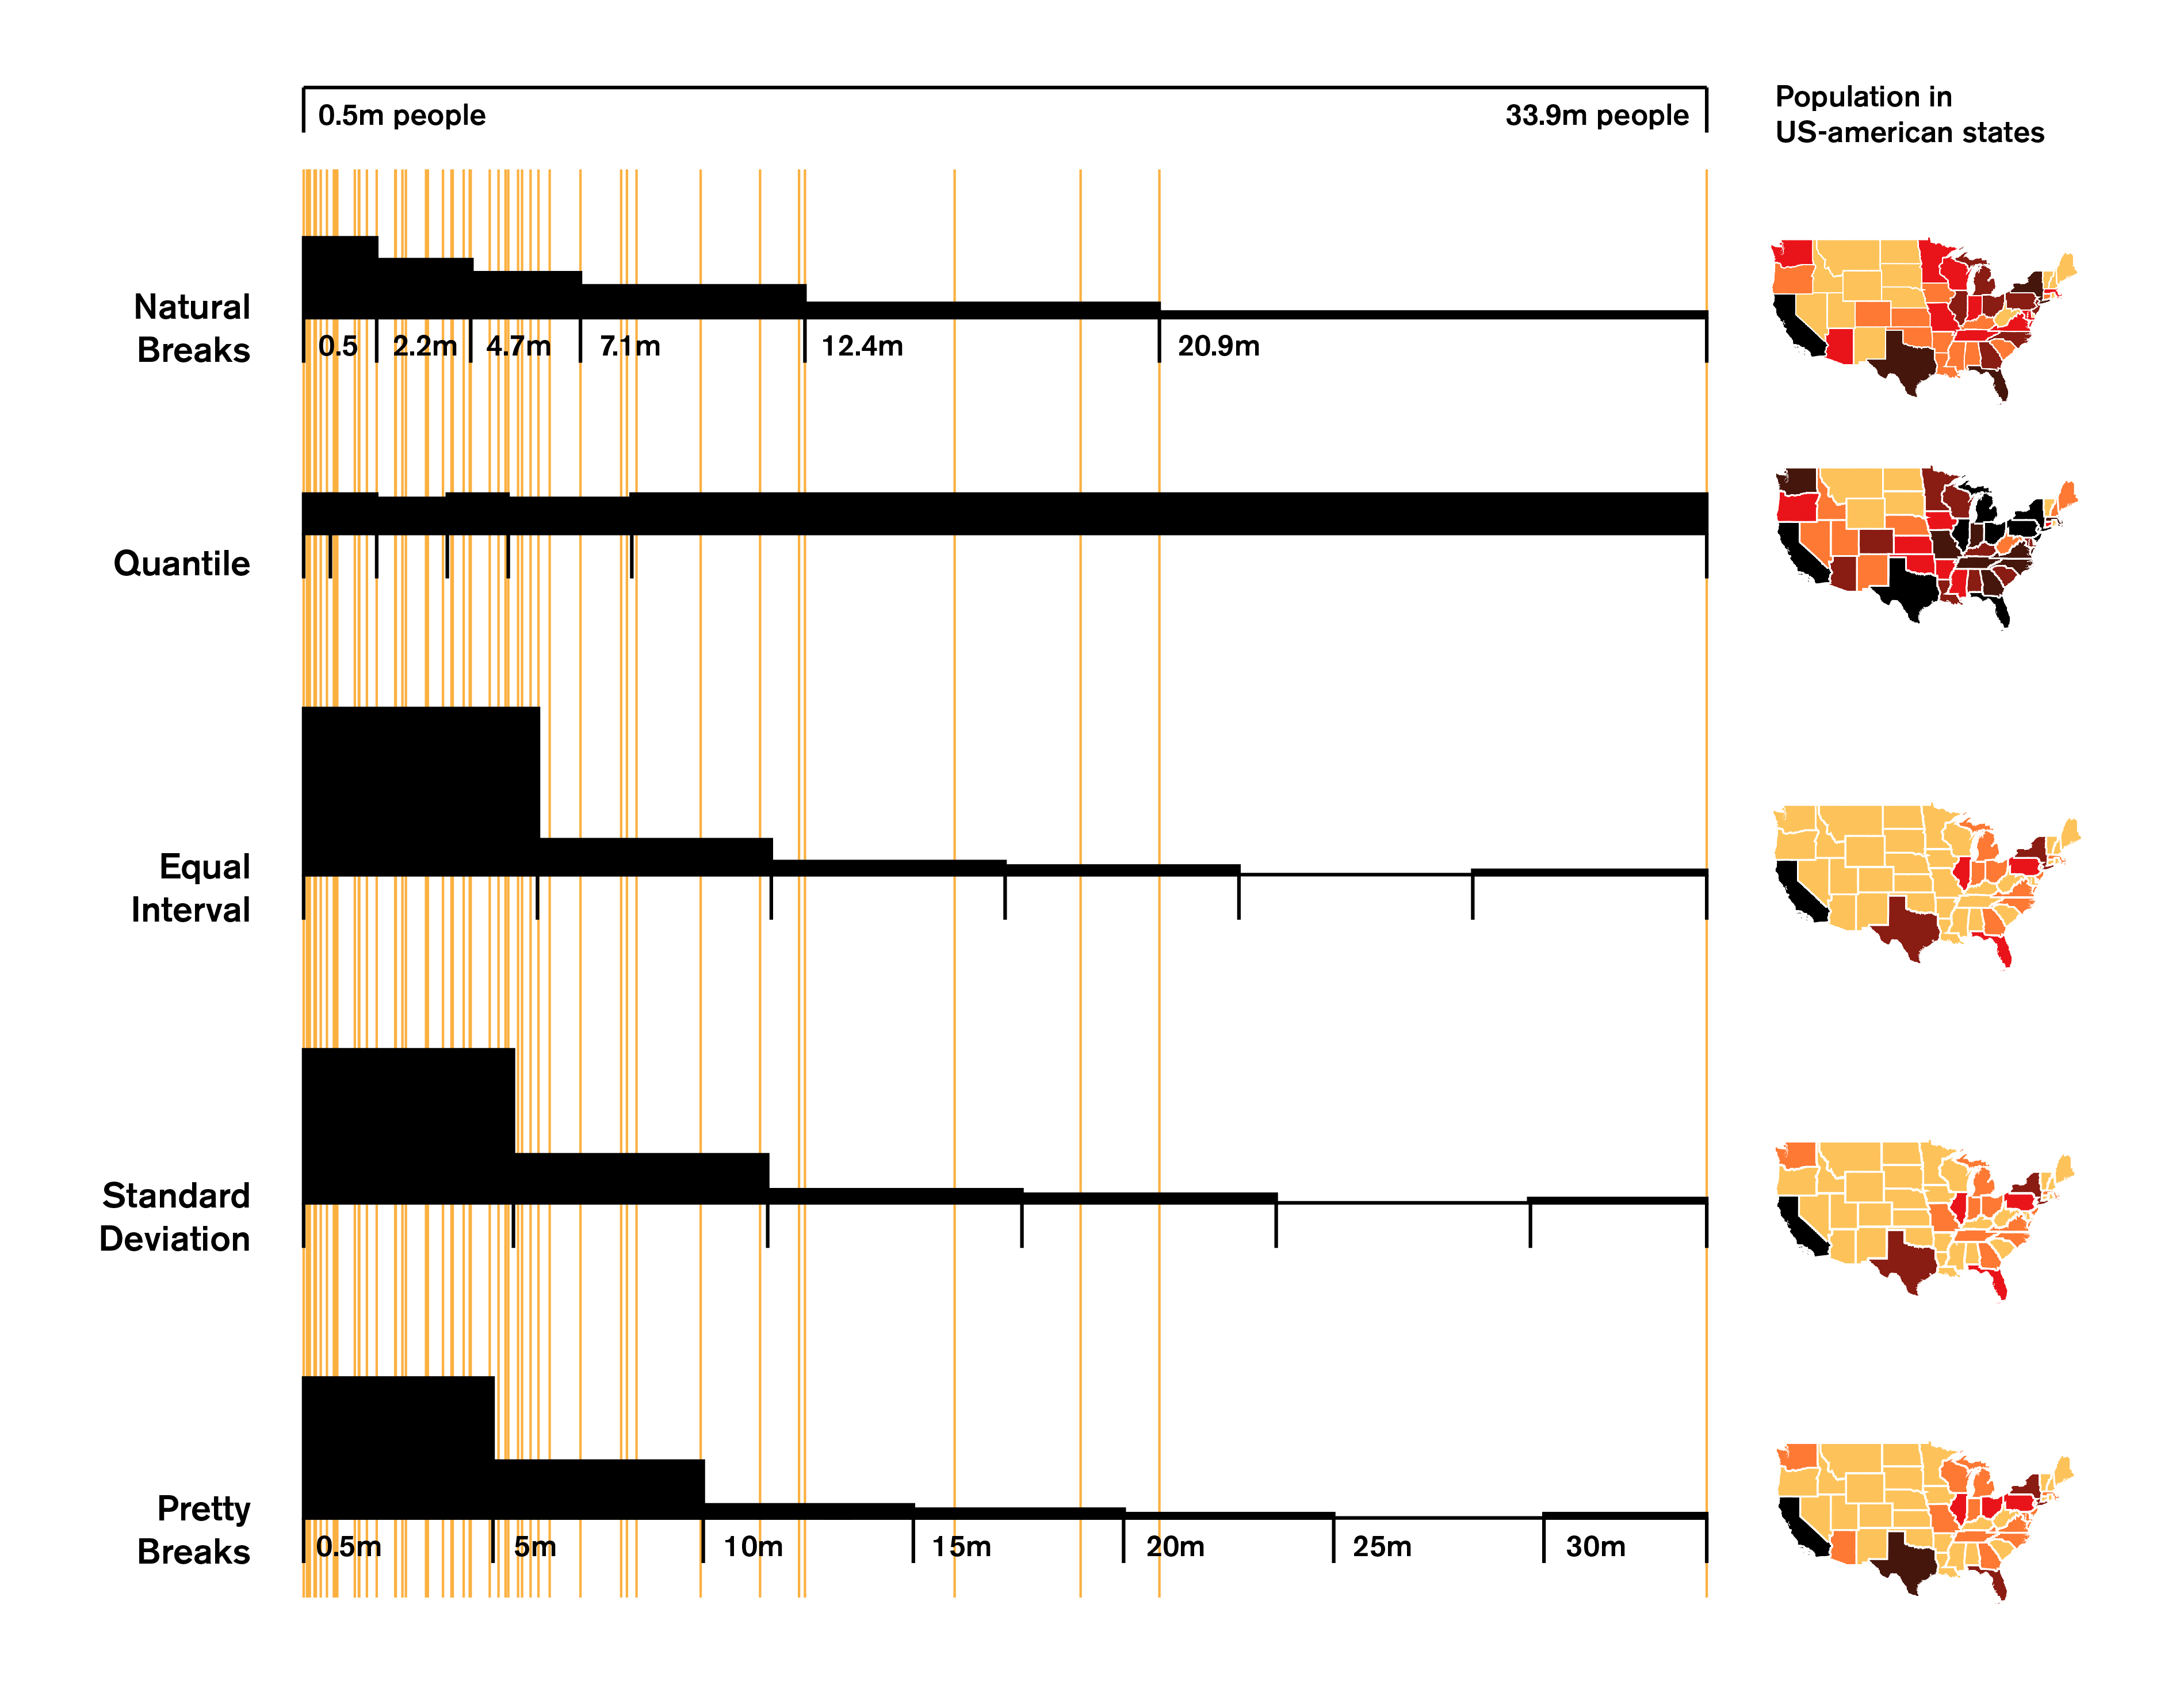 0.5m people
33.9m people
Population in
US-american states
Natural
Breaks
0.5
2.2m
4.7m
7.1m
12.4m
20.9m
Quantile
Equal
Interval
Standard
Deviation
Pretty
Breaks
0.5m
5m
10m
15m
20m
25m
30m